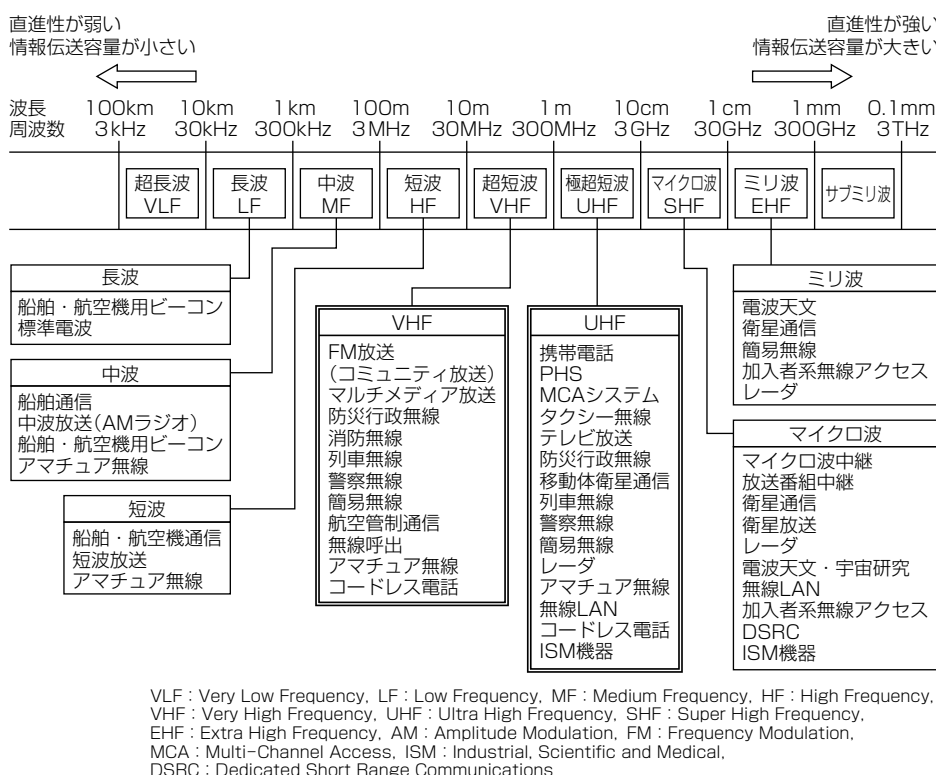 直進性が弱い
情報伝送容量が小さい
直進性が強い
情報伝送容量が大きい
波長 100km 10km 1km 100m 10m 1m 10cm 1cm 1mm 0.1mm
周波数 3kHz 30kHz 300kHz 3MHz 30MHz 300MHz 3GHz 30GHz 300GHz 3THz
超長波
VLF
長波
LF
中波
MF
短波
HF
超短波
VHF
極超短波
UHF
マイクロ波
SHF
ミリ波
EHF
サブミリ波
長波
船舶・航空機用ビーコン
標準電波
中波
船舶通信
中波放送(AMラジオ)
船舶・航空機用ビーコン
アマチュア無線
短波
船舶・航空機通信
短波放送
アマチュア無線
VHF
FM放送
(コミュニティ放送)
マルチメディア放送
防災行政無線
消防無線
列車無線
警察無線
簡易無線
航空管制通信
無線呼出
アマチュア無線
コードレス電話
UHF
携帯電話
PHS
MCAシステム
タクシー無線
テレビ放送
防災行政無線
移動体衛星通信
列車無線
警察無線
簡易無線
レーダ
アマチュア無線
無線LAN
コードレス電話
ISM機器
ミリ波
電波天文
衛星通信
簡易無線
加入者系無線アクセス
レーダ
マイクロ波
マイクロ波中継
放送番組中継
衛星通信
衛星放送
レーダ
電波天文・宇宙研究
無線LAN
加入者系無線アクセス
DSRC
ISM機器
VLF：Very Low Frequency, LF：Low Frequency, MF：Medium Frequency, HF：High Frequency,
VHF：Very High Frequency, UHF：Ultra High Frequency, SHF：Super High Frequency,
EHF：Extra High Frequency, AM：Amplitude Modulation, FM：Frequency Modulation,
MCA：Multi-Channel Access, ISM：Industrial, Scientific and Medical,
DSRC：Dedicated Short Range Communications